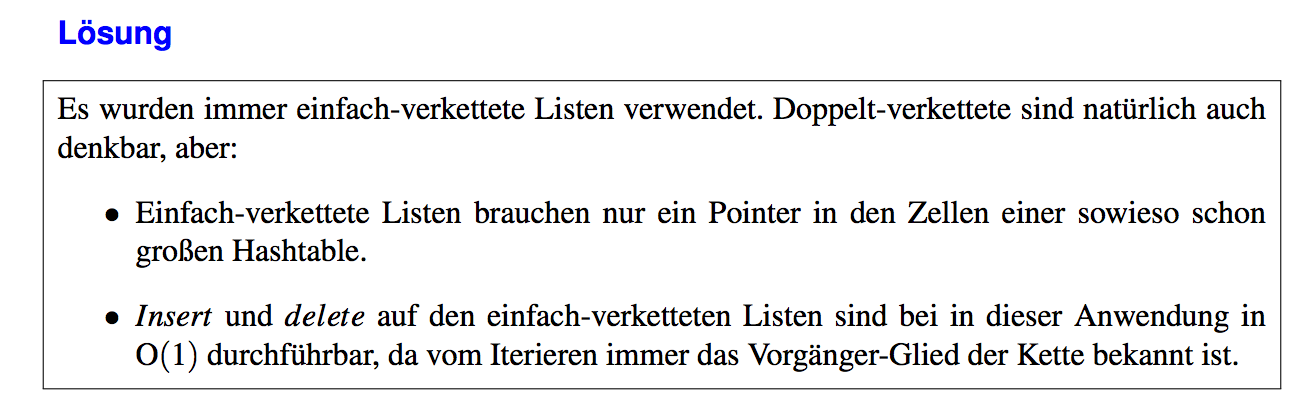 Lösung
Es wurden immer einfach-verkettete Listen verwendet. Doppelt-verkettete sind natürlich auch
denkbar, aber:
• Einfach-verkettete Listen brauchen nur ein Pointer in den Zellen einer sowieso schon
großen Hashtable.
• Insert und delete auf den einfach-verketteten Listen sind bei in dieser Anwendung in
O(1) durchführbar, da vom Iterieren immer das Vorgänger-Glied der Kette bekannt ist.